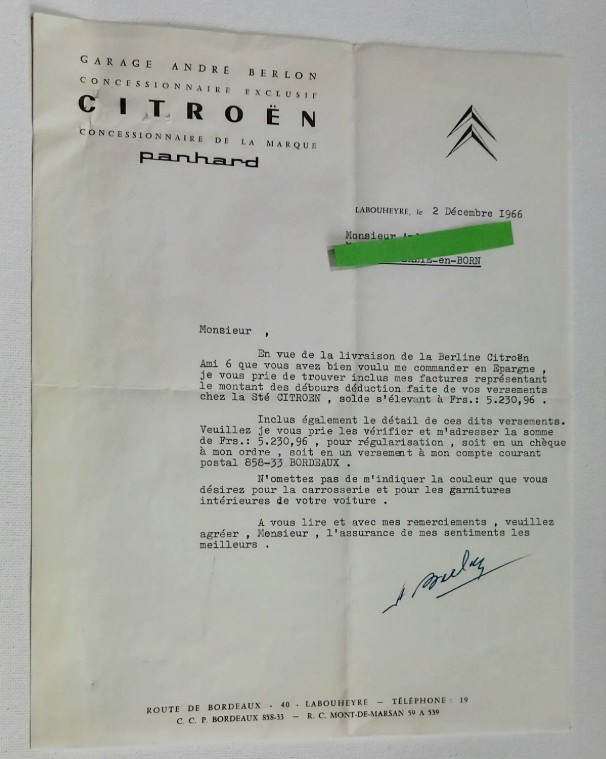 GARAGE ANDRÉ BERLON
CONCESSIONNAIRE EXCLUSIF
CITROËN
CONCESSIONNAIRE DE LA MARQUE
panhard
LABOUHEYRE, le 2 Décembre 1966
Monsieur
-en-BORN
Monsieur ,
En vue de la livraison de la Berline Citroën
Ami 6 que vous avez bien voulu me commander en Epargne ,
je vous prie de trouver inclus mes factures représentant
le montant des débours déduction faite de vos versements
chez la Sté CITROEN , solde s'élevant à Frs.: 5.230,96 .
Inclus également le détail de ces dits versements.
Veuillez je vous prie les vérifier et m'adresser la somme
de Frs.: 5.230,96 , pour régularisation , soit en un chèque
à mon ordre , soit en un versement à mon compte courant
postal 858-33 BORDEAUX .
N'omettez pas de m'indiquer la couleur que vous
désirez pour la carrosserie et pour les garnitures
intérieures de votre voiture .
A vous lire et avec mes remerciements , veuillez
agréer , Monsieur , l'assurance de mes sentiments les
meilleurs .
ROUTE DE BORDEAUX - 40 - LABOUHEYRE — TÉLÉPHONE : 19
C. C. P. BORDEAUX 858-33 — R. C. MONT-DE-MARSAN 59 A 539